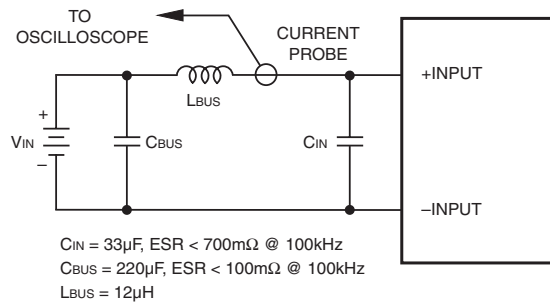 TO
OSCILLOSCOPE
CURRENT
PROBE
+INPUT
LBUS
+
VIN
−
CBUS
CIN
−INPUT
CIN = 33µF, ESR < 700mΩ @ 100kHz
CBUS = 220µF, ESR < 100mΩ @ 100kHz
LBUS = 12µH